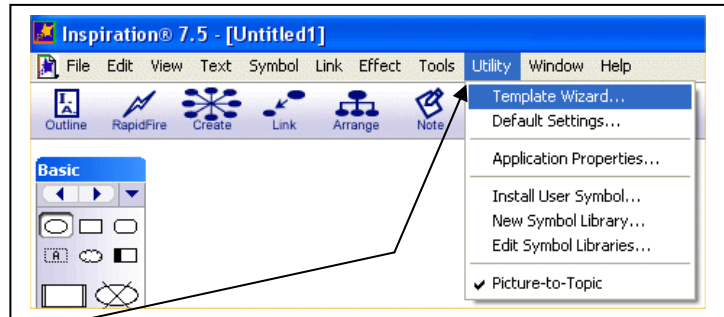 Inspiration® 7.5 - [Untitled1]
File Edit View Text Symbol Link Effect Tools Utility Window Help
Outline RapidFire Create Link Arrange Note
Template Wizard...
Default Settings...
Application Properties...
Install User Symbol...
New Symbol Library...
Edit Symbol Libraries...
Picture-to-Topic
Basic
A